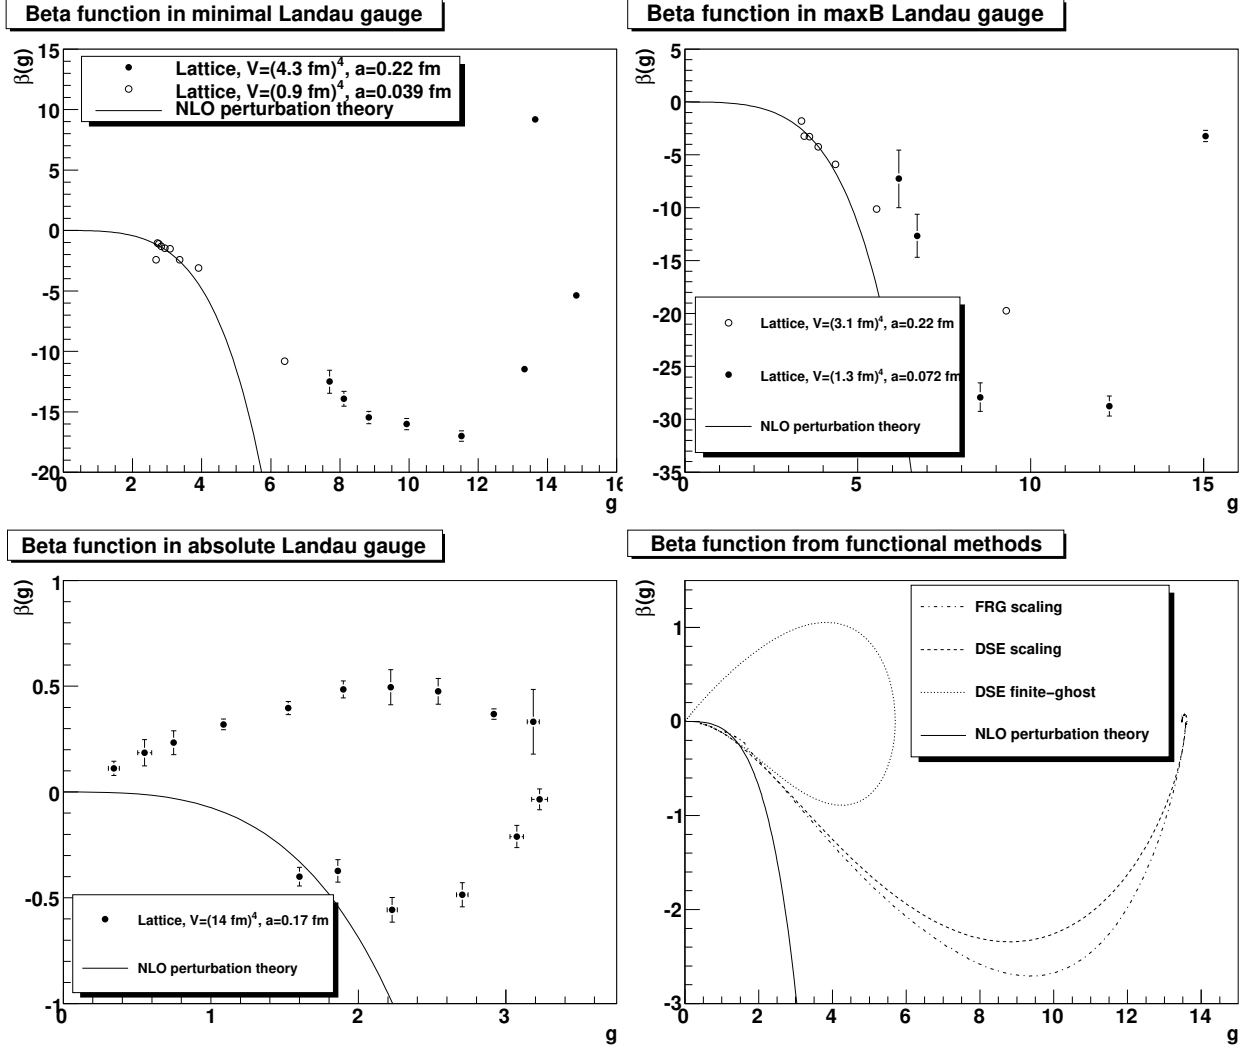 Beta function in minimal Landau gauge
β(g)
15
10
5
0
-5
-10
-15
-20
Lattice, V=(4.3 fm)4, a=0.22 fm
Lattice, V=(0.9 fm)4, a=0.039 fm
NLO perturbation theory
0 2 4 6 8 10 12 14 16
g
Beta function in maxB Landau gauge
β(g)
5
0
-5
-10
-15
-20
-25
-30
-35
Lattice, V=(3.1 fm)4, a=0.22 fm
Lattice, V=(1.3 fm)4, a=0.072 fm
NLO perturbation theory
0 5 10 15
g
Beta function in absolute Landau gauge
β(g)
1
0.5
0
-0.5
-1
Lattice, V=(14 fm)4, a=0.17 fm
NLO perturbation theory
0 1 2 3
g
Beta function from functional methods
β(g)
1
0
-1
-2
-3
FRG scaling
DSE scaling
DSE finite-ghost
NLO perturbation theory
0 2 4 6 8 10 12 14
g